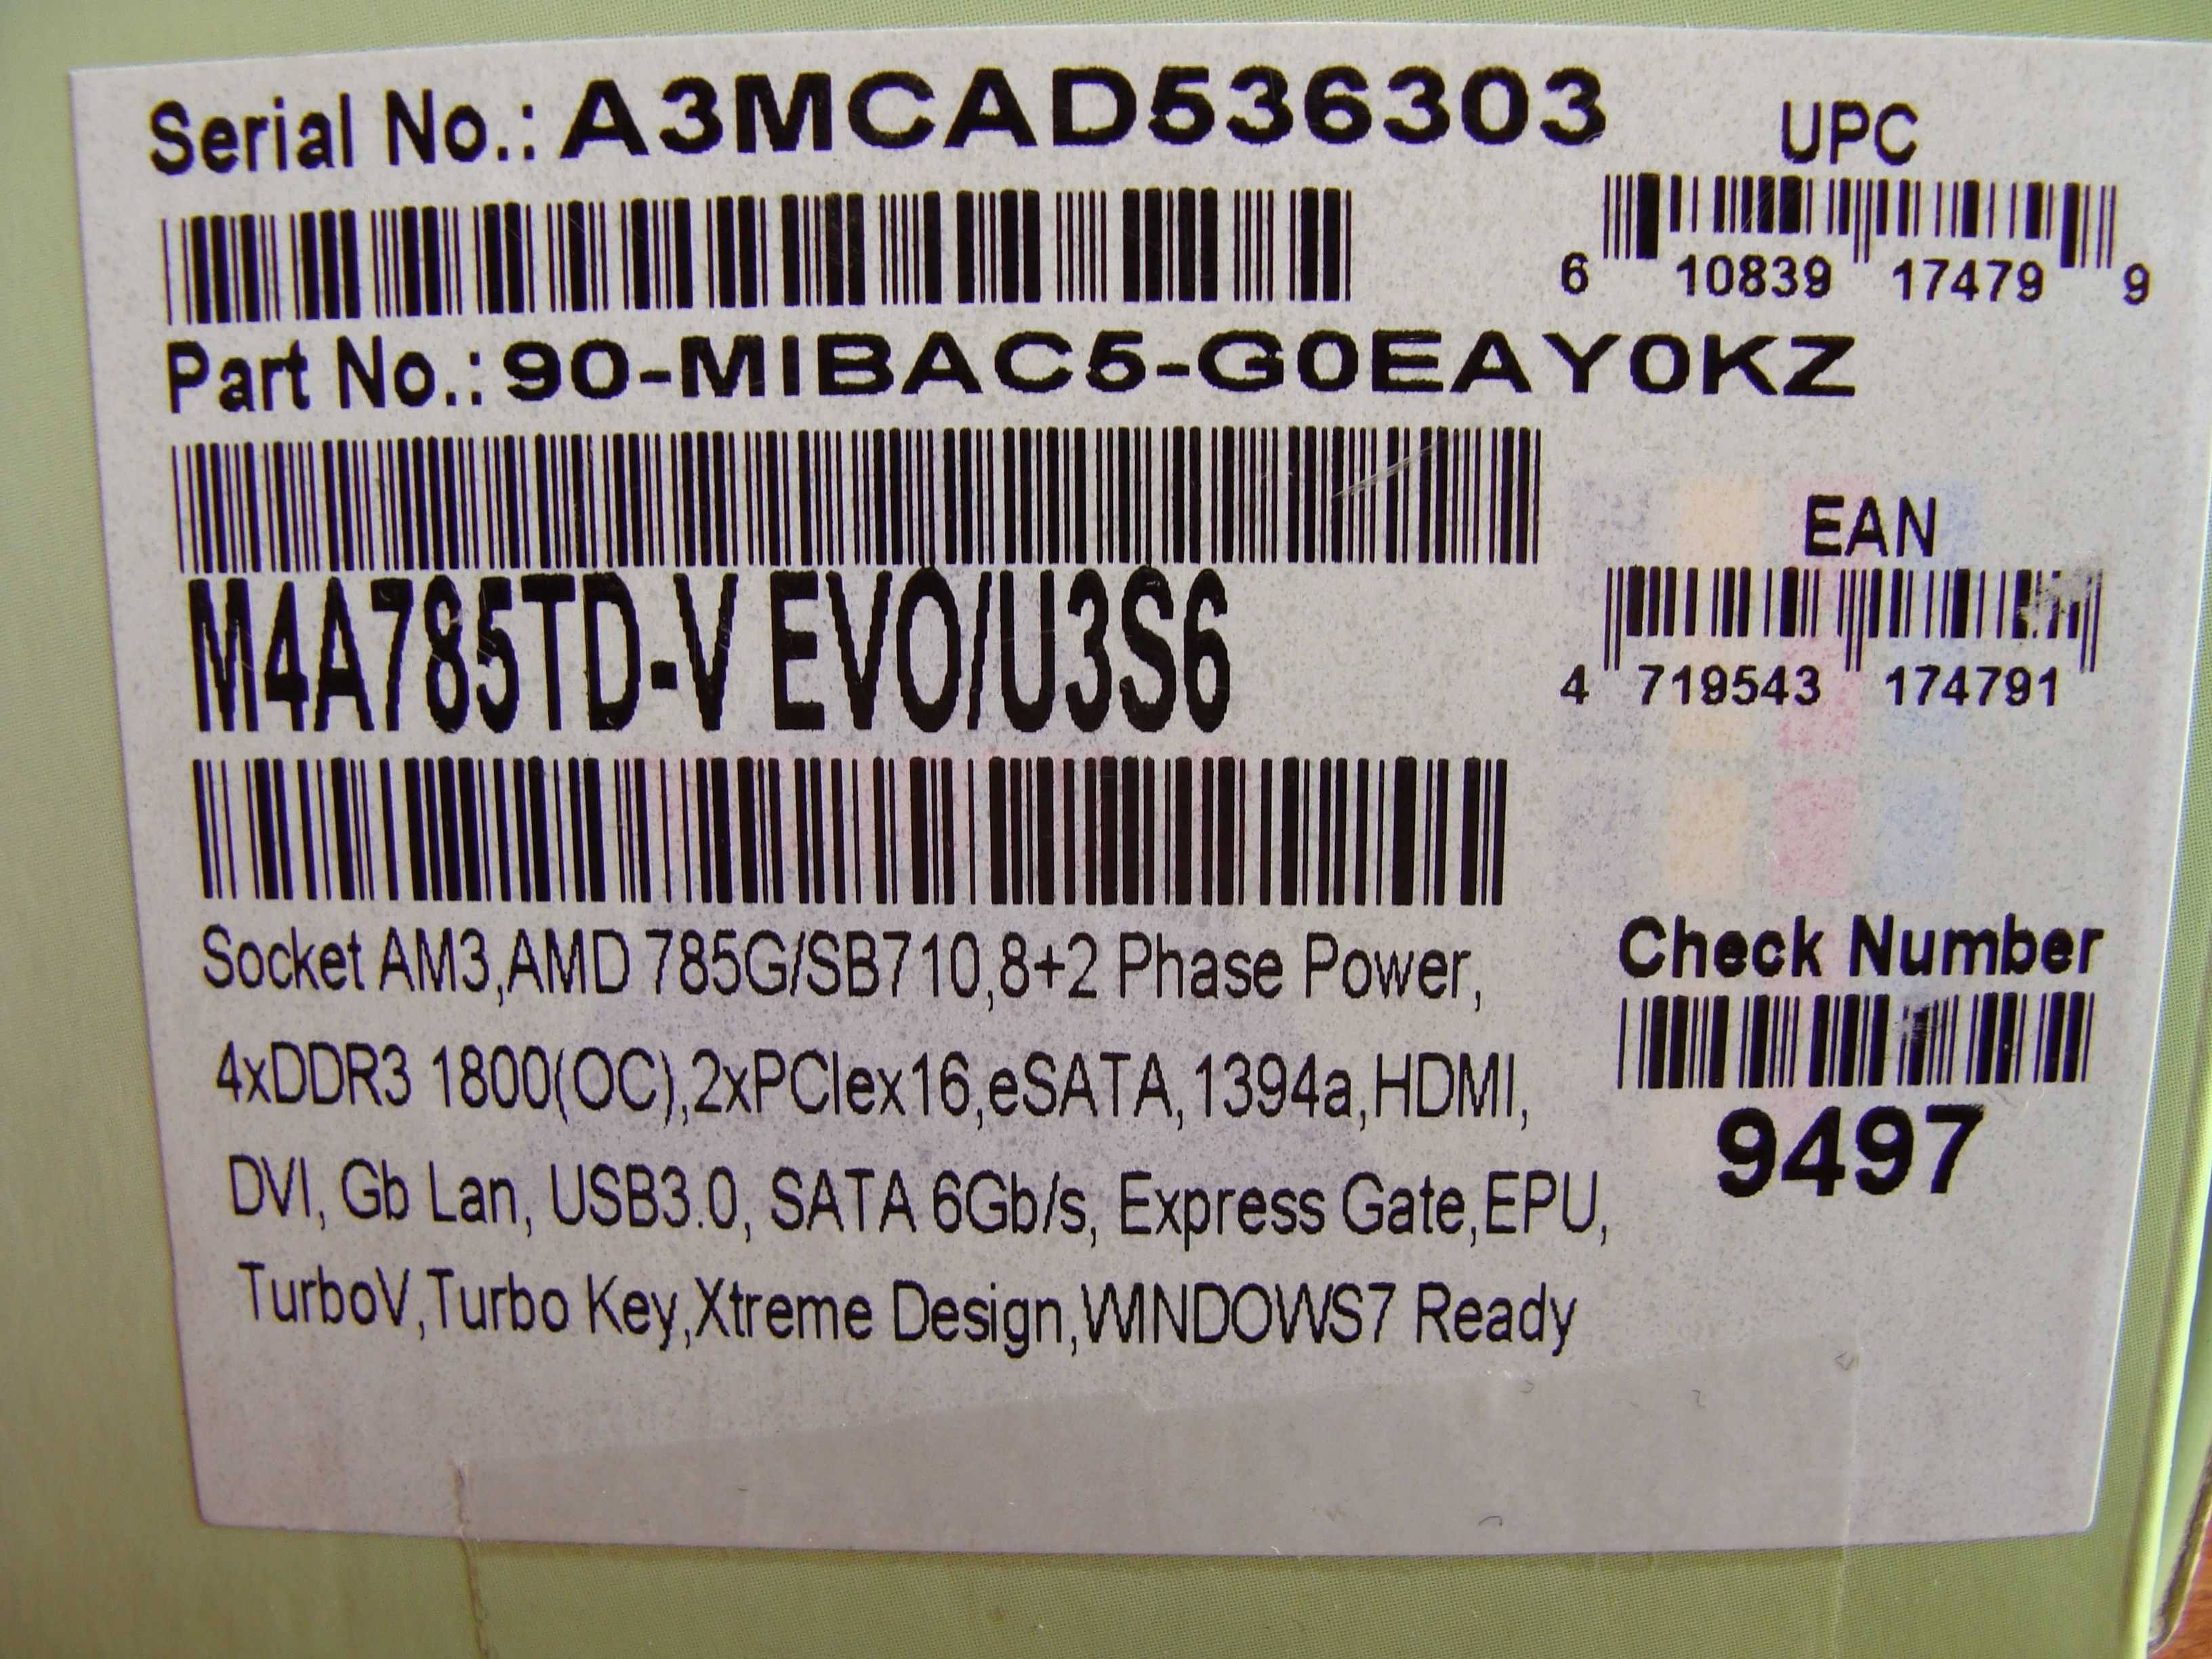 Serial No.: A3MCAD536303
UPC
6 10839 17479 9
Part No.: 90-MIBAC5-G0EAY0KZ
EAN
4 719543 174791
M4A785TD-V EVO/U3S6
Socket AM3,AMD 785G/SB710,8+2 Phase Power,
4xDDR3 1800(OC),2xPCIex16,eSATA,1394a,HDMI,
DVI, Gb Lan, USB3.0, SATA 6Gb/s, Express Gate,EPU,
TurboV,Turbo Key,Xtreme Design,WINDOWS7 Ready
Check Number
9497